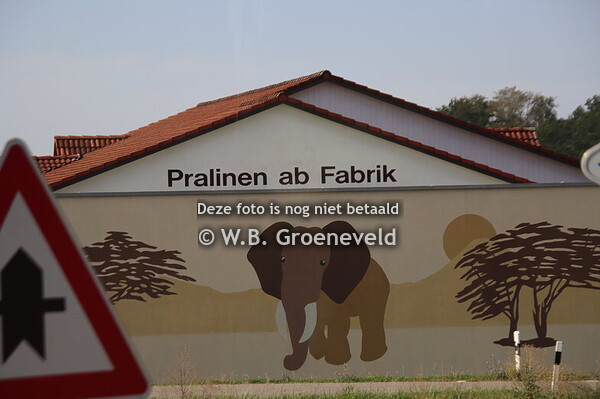 Pralinen ab Fabrik
Deze foto is nog niet betaald
© W.B. Groeneveld